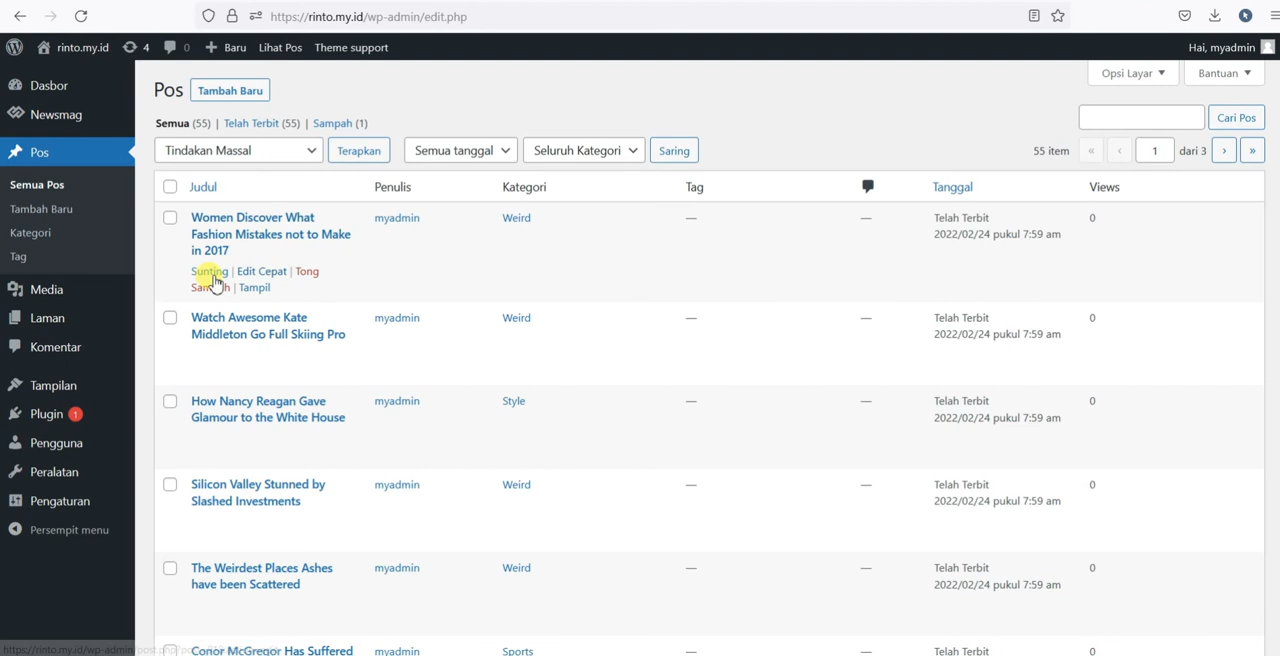 https://rinto.my.id/wp-admin/edit.php
rinto.my.id 4 0 Baru Lihat Pos Theme support Hai, myadmin
Opsi Layar Bantuan
Dasbor
Newsmag
Pos
Semua Pos
Tambah Baru
Kategori
Tag
Media
Laman
Komentar
Tampilan
Plugin 1
Pengguna
Peralatan
Pengaturan
Persempit menu
Pos Tambah Baru
Semua (55) | Telah Terbit (55) | Sampah (1)
Cari Pos
Tindakan Massal Terapkan Semua tanggal Seluruh Kategori Saring 55 item « ‹ 1 dari 3 › »
Judul Penulis Kategori Tag Tanggal Views
Women Discover What myadmin Weird — — Telah Terbit 0
Fashion Mistakes not to Make 2022/02/24 pukul 7:59 am
in 2017
Sunting | Edit Cepat | Tong
Sampah | Tampil
Watch Awesome Kate myadmin Weird — — Telah Terbit 0
Middleton Go Full Skiing Pro 2022/02/24 pukul 7:59 am
How Nancy Reagan Gave myadmin Style — — Telah Terbit 0
Glamour to the White House 2022/02/24 pukul 7:59 am
Silicon Valley Stunned by myadmin Weird — — Telah Terbit 0
Slashed Investments 2022/02/24 pukul 7:59 am
The Weirdest Places Ashes myadmin Weird — — Telah Terbit 0
have been Scattered 2022/02/24 pukul 7:59 am
Conor McGregor Has Suffered myadmin Sports — — Telah Terbit 0
https://rinto.my.id/wp-admin/post.php?